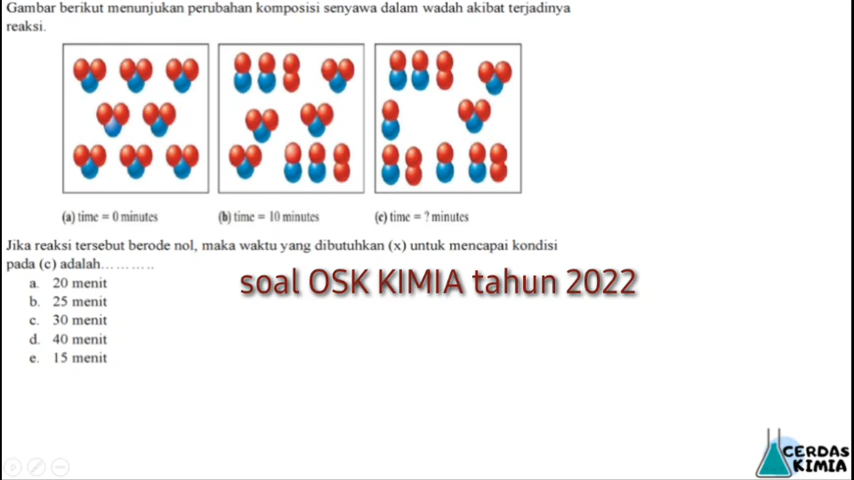 Gambar berikut menunjukan perubahan komposisi senyawa dalam wadah akibat terjadinya
reaksi.
(a) time = 0 minutes
(b) time = 10 minutes
(c) time = ? minutes
Jika reaksi tersebut berode nol, maka waktu yang dibutuhkan (x) untuk mencapai kondisi
pada (c) adalah...........
soal OSK KIMIA tahun 2022
a. 20 menit
b. 25 menit
c. 30 menit
d. 40 menit
e. 15 menit
CERDAS
KIMIA